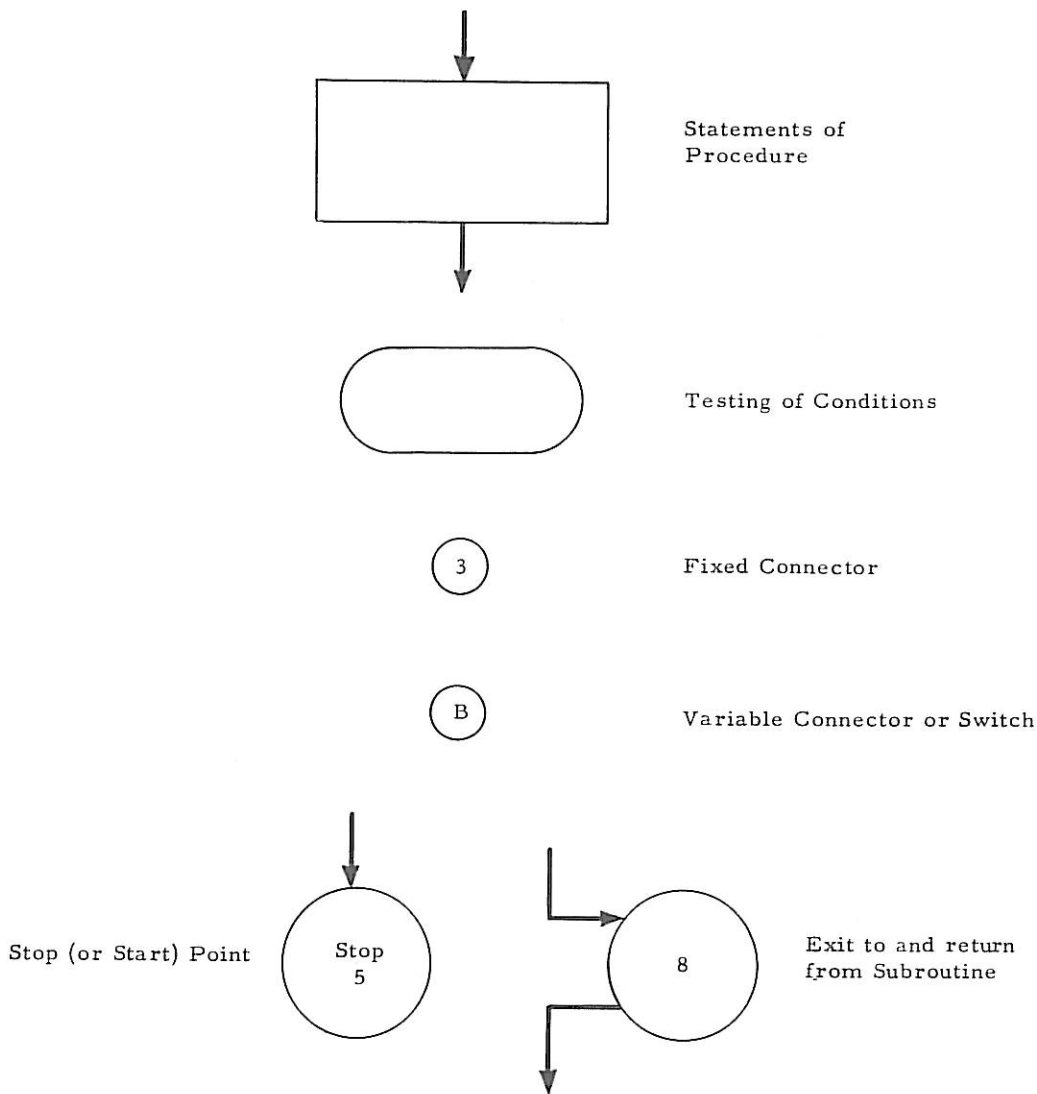 Statements of
Procedure
Testing of Conditions
3
Fixed Connector
B
Variable Connector or Switch
Stop (or Start) Point
Stop
5
8
Exit to and return
from Subroutine